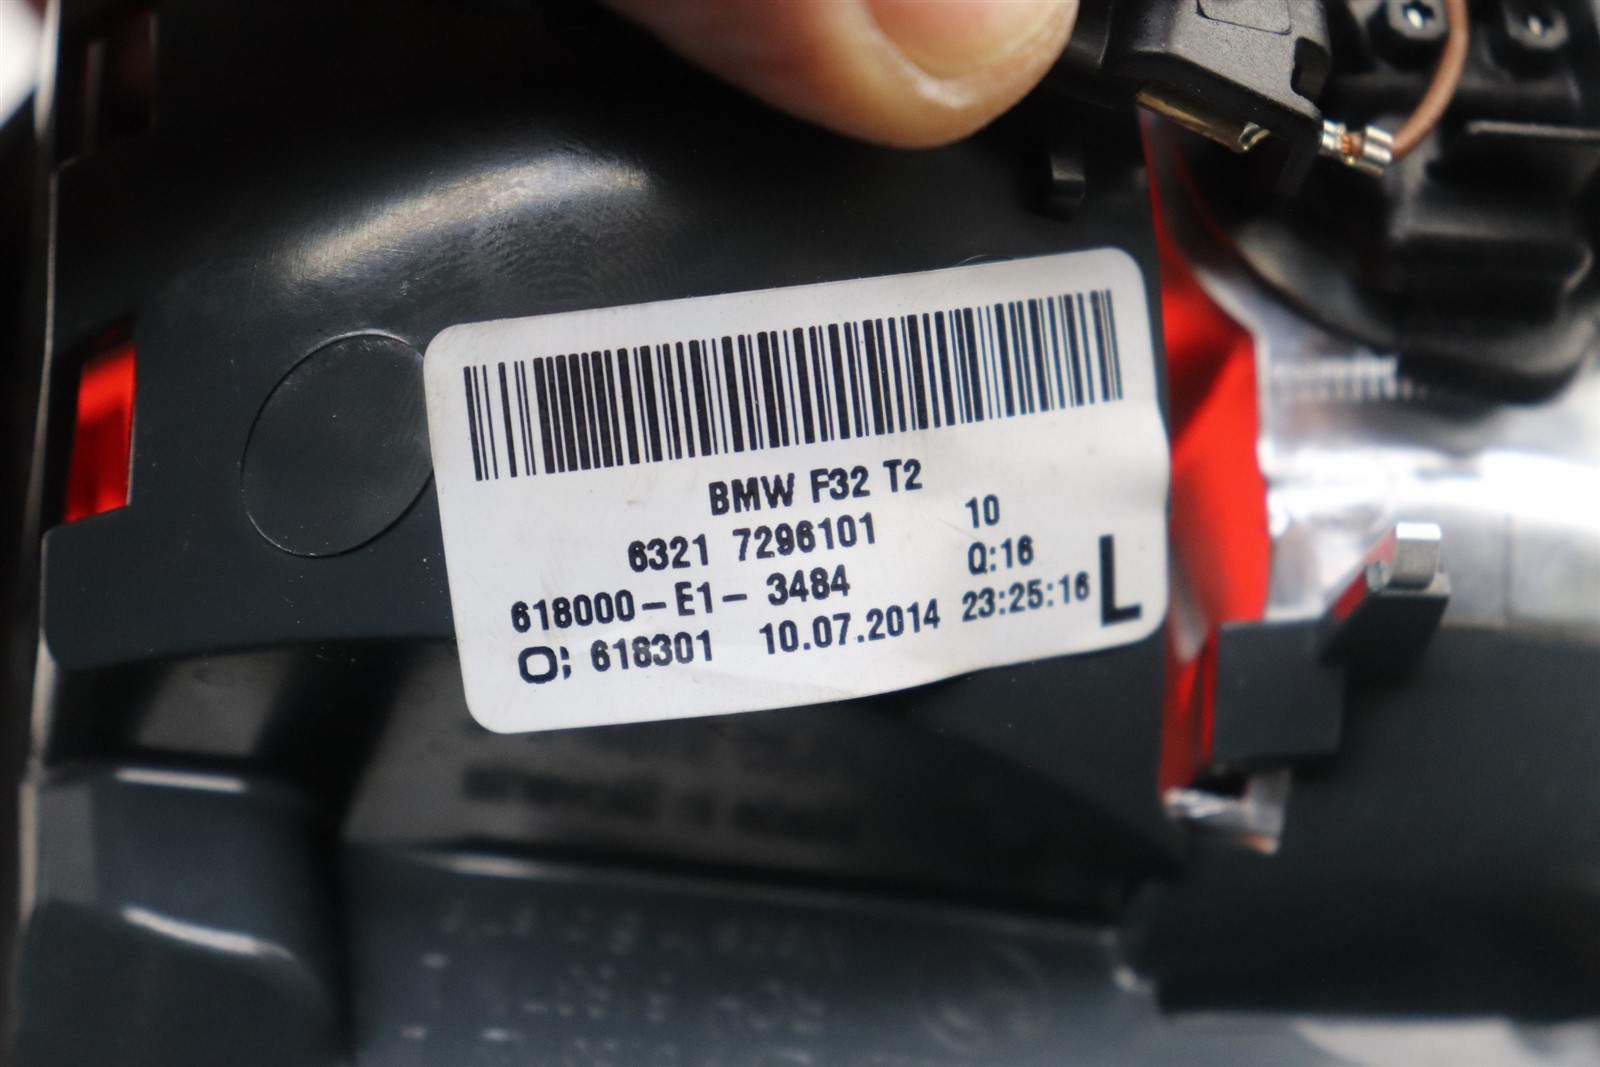 BMW F32 T2
6321 7296101 10
618000-E1- 3484 Q:16
O; 618301 10.07.2014 23:25:16 L